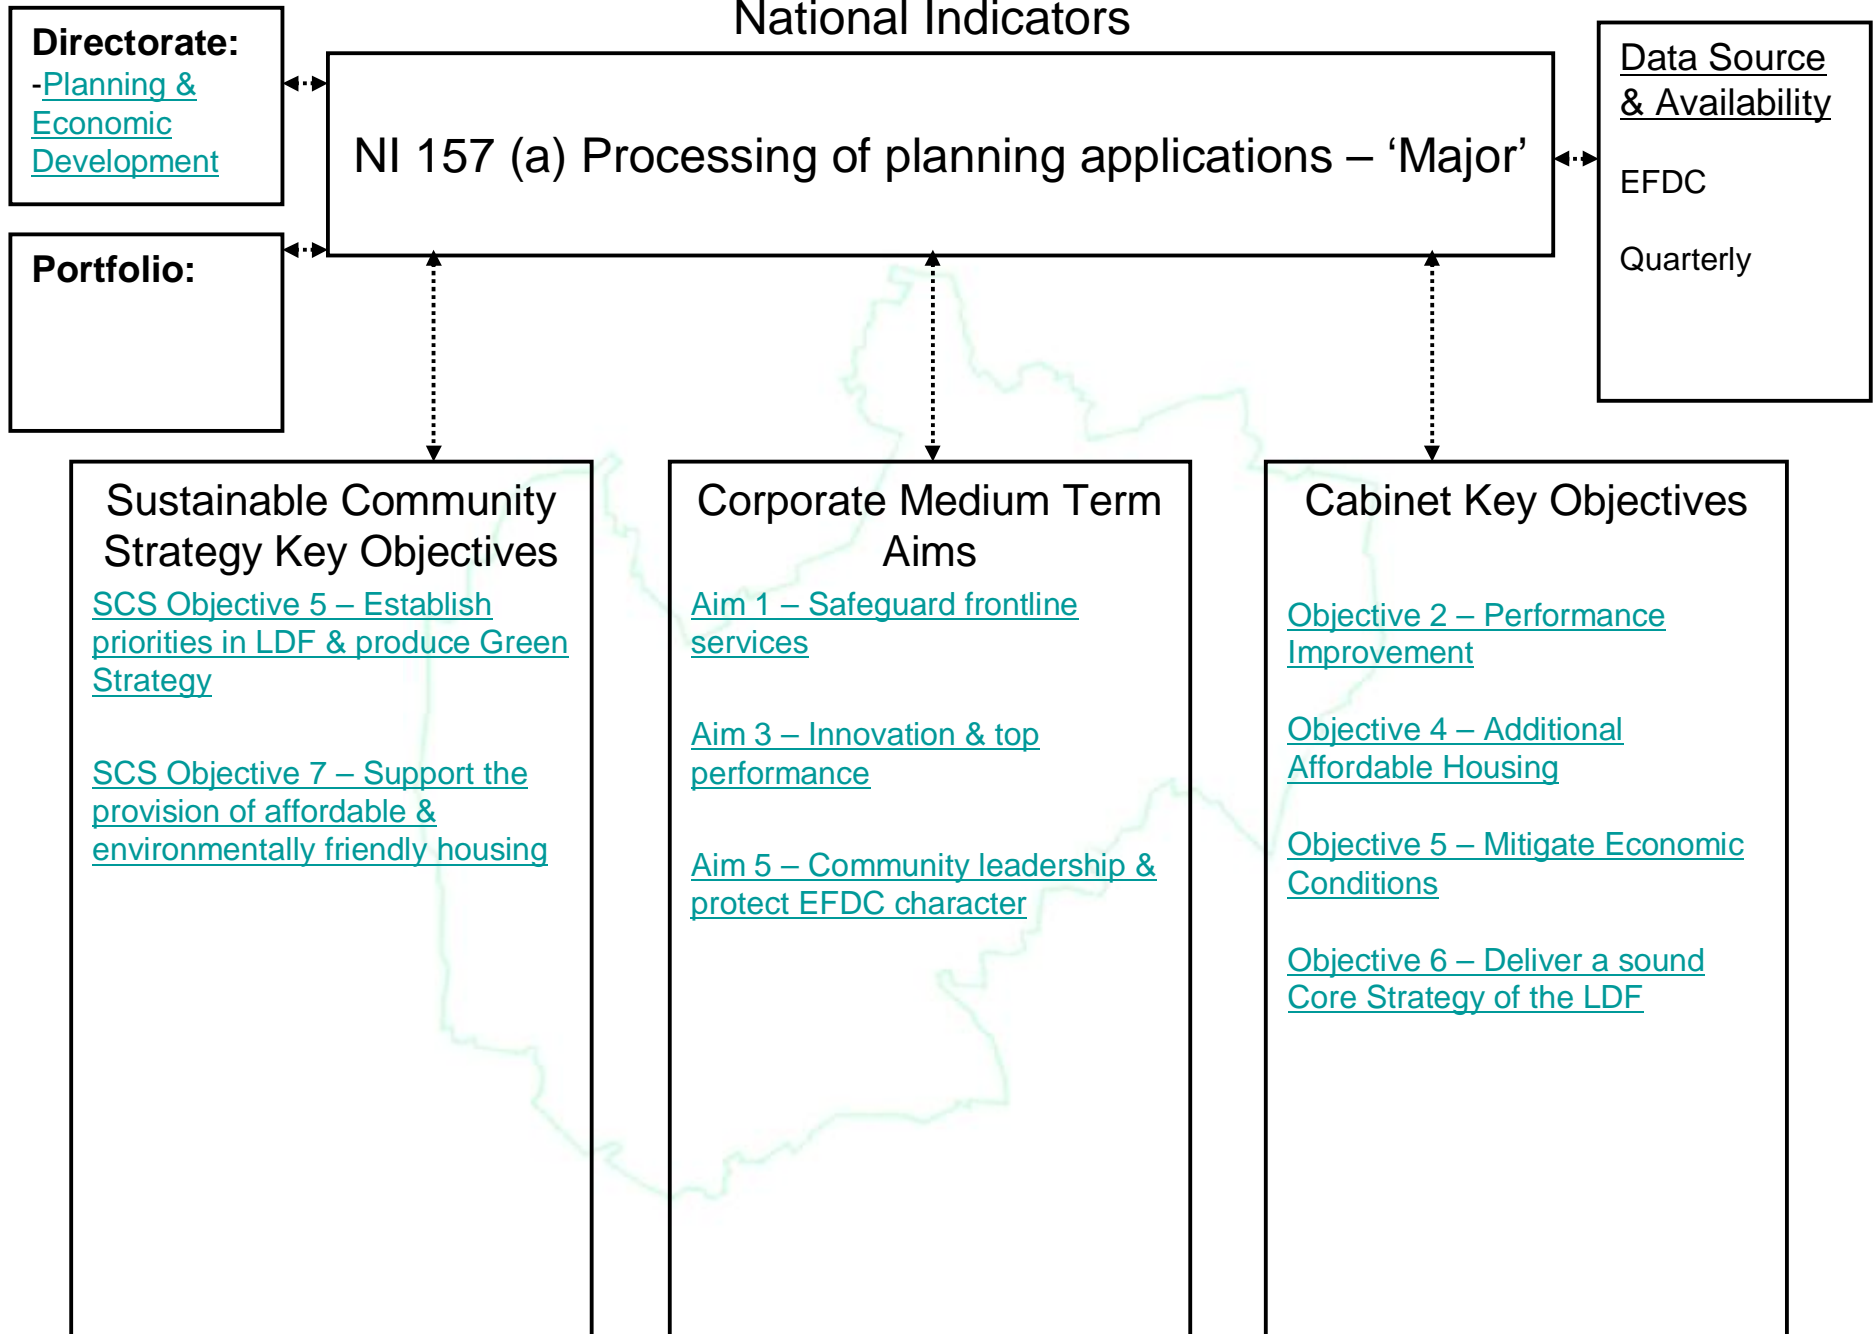 National Indicators
Directorate:
-Planning &
Economic
Development
NI 157 (a) Processing of planning applications – ‘Major’
Data Source
& Availability
EFDC
Quarterly
Portfolio:
Sustainable Community
Strategy Key Objectives
SCS Objective 5 – Establish
priorities in LDF & produce Green
Strategy
SCS Objective 7 – Support the
provision of affordable &
environmentally friendly housing
Corporate Medium Term
Aims
Aim 1 – Safeguard frontline
services
Aim 3 – Innovation & top
performance
Aim 5 – Community leadership &
protect EFDC character
Cabinet Key Objectives
Objective 2 – Performance
Improvement
Objective 4 – Additional
Affordable Housing
Objective 5 – Mitigate Economic
Conditions
Objective 6 – Deliver a sound
Core Strategy of the LDF